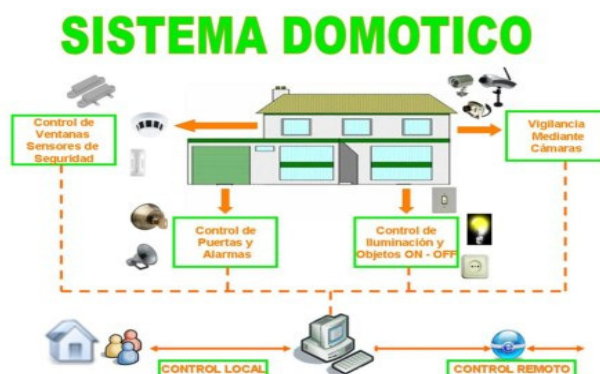 SISTEMA DOMOTICO
Control de
Ventanas
Sensores de
Seguridad
Vigilancia
Mediante
Cámaras
Control de
Puertas y
Alarmas
Control de
Iluminación y
Objetos ON - OFF
CONTROL LOCAL
CONTROL REMOTO